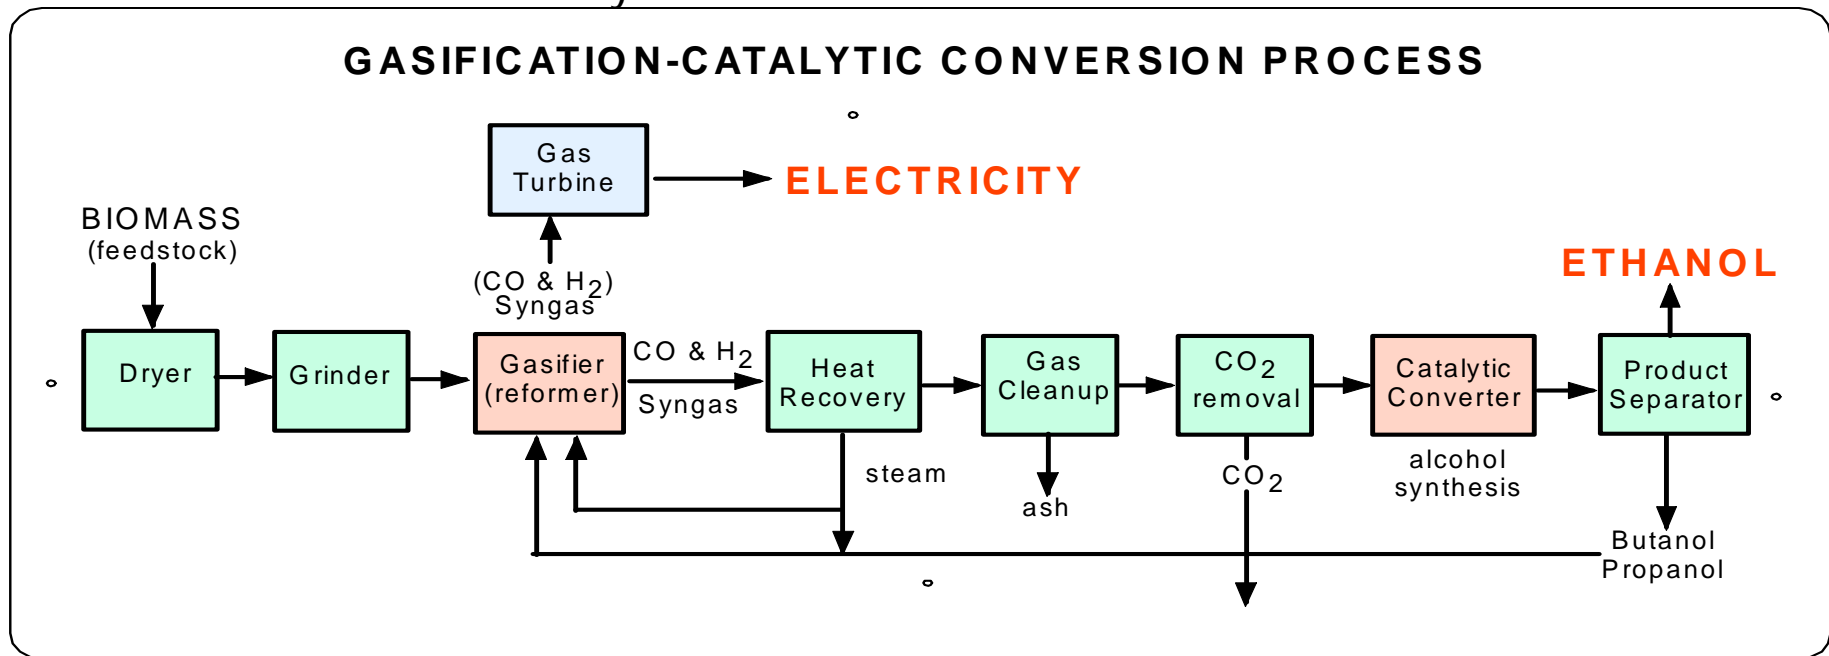 GASIFICATION-CATALYTIC CONVERSION PROCESS
Gas
Turbine
ELECTRICITY
BIOMASS
(feedstock)
(CO & H2)
Syngas
ETHANOL
Dryer
Grinder
Gasifier
(reformer)
CO & H2
Syngas
Heat
Recovery
Gas
Cleanup
CO2
removal
Catalytic
Converter
Product
Separator
steam
ash
CO2
alcohol
synthesis
Butanol
Propanol